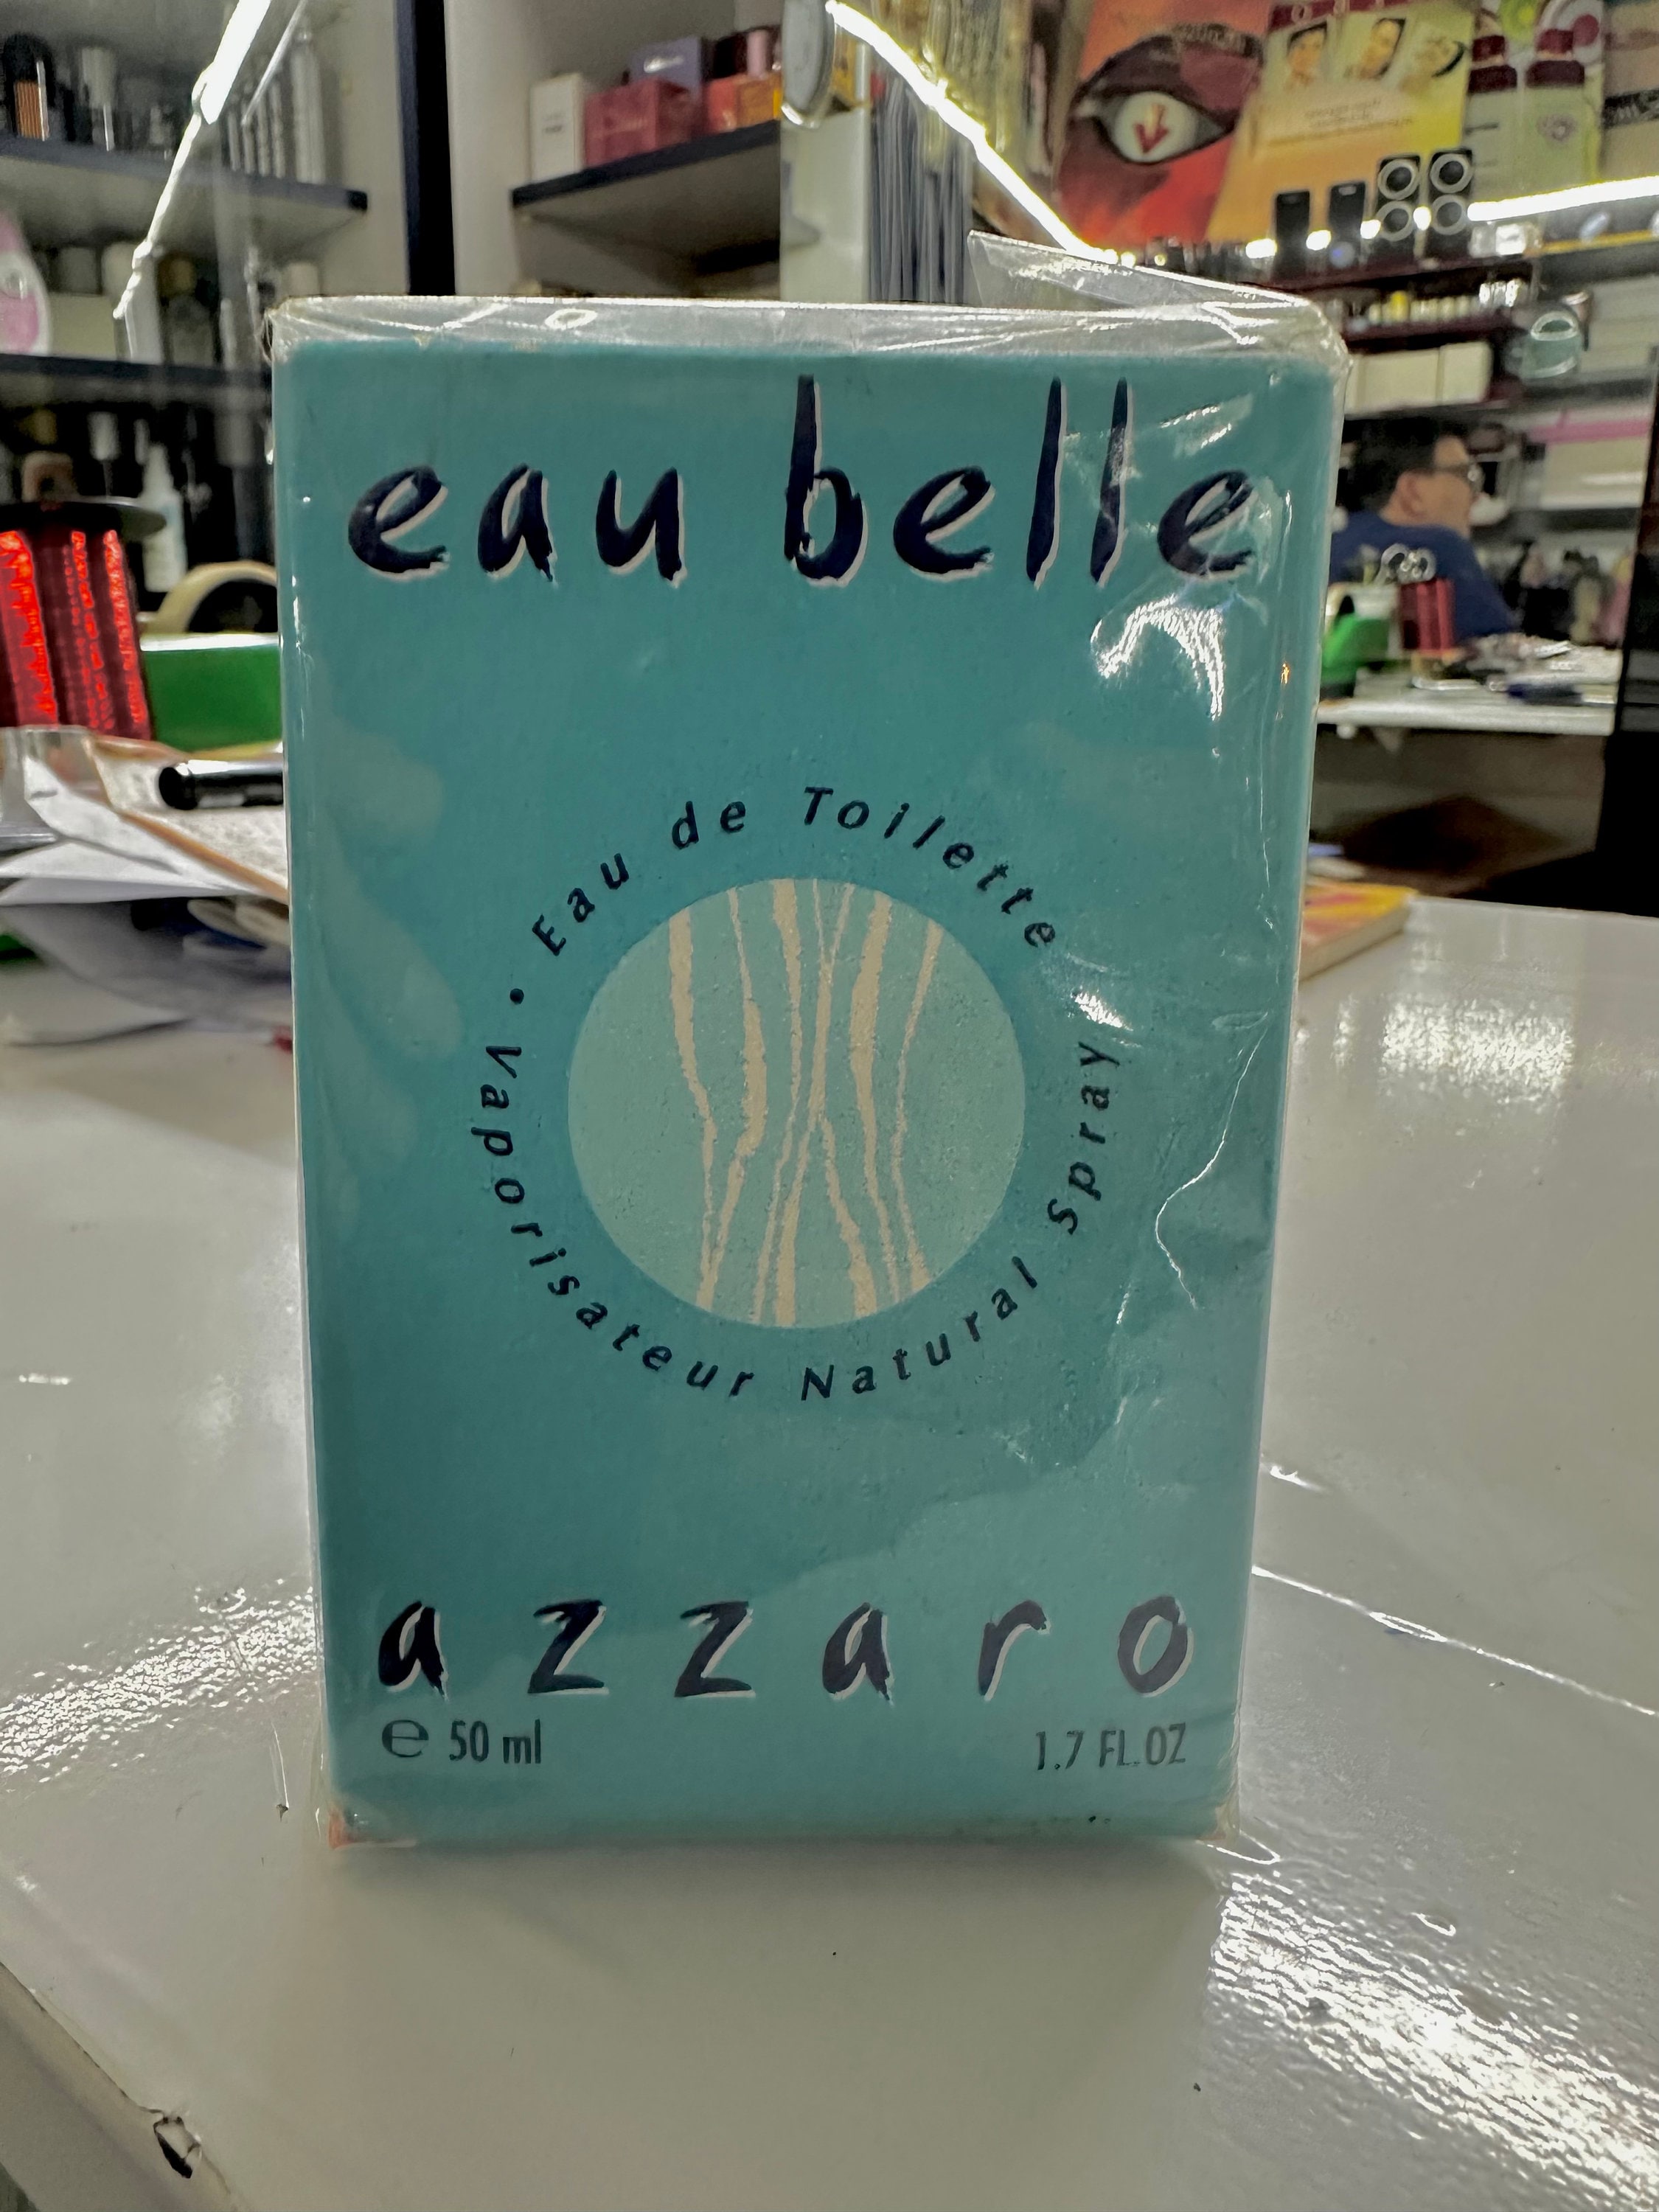 eau belle
Eau de Toilette
• Vaporisateur Natural Spray
azzaro
℮ 50 ml
1.7 FL.OZ